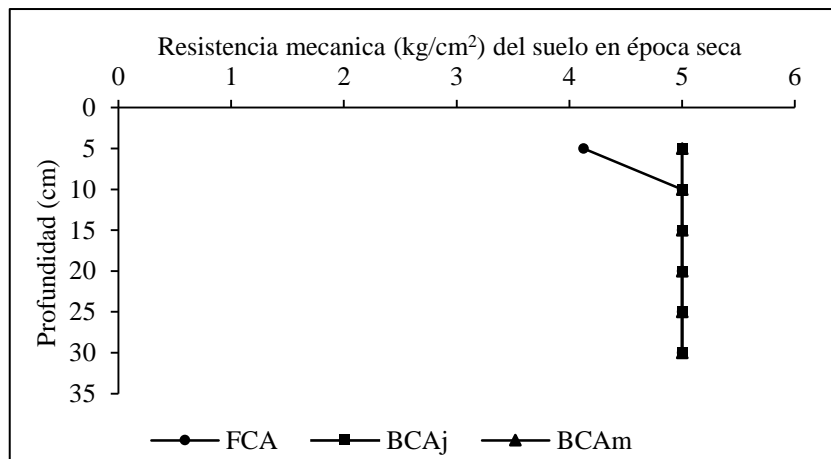 Resistencia mecanica (kg/cm²) del suelo en época seca
0 1 2 3 4 5 6
0
5
10
15
20
25
30
35
Profundidad (cm)
FCA BCAj BCAm